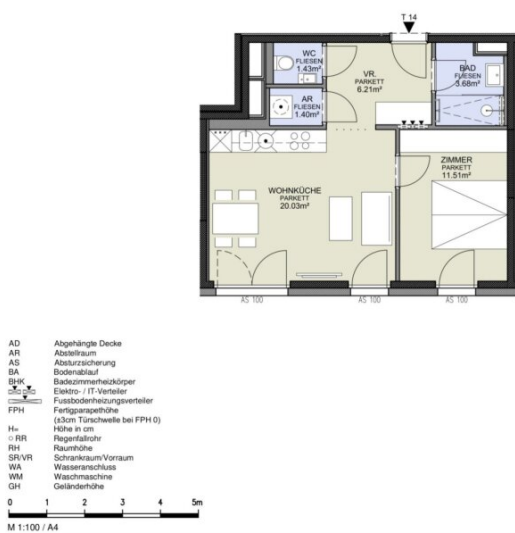 T 14
WC
FLIESEN
1.43m²
VR.
PARKETT
6.21m²
BAD
FLIESEN
3.68m²
AR
FLIESEN
1.40m²
ZIMMER
PARKETT
11.51m²
WOHNKÜCHE
PARKETT
20.03m²
AS 100
AS 100
AS 100
AD Abgehängte Decke
AR Abstellraum
AS Absturzsicherung
BA Bodenablauf
BHK Badezimmerheizkörper
Elektro- / IT-Verteiler
Fussbodenheizungsverteiler
FPH Fertigparapethöhe
(±3cm Türschwelle bei FPH 0)
H= Höhe in cm
○ RR Regenfallrohr
RH Raumhöhe
SR/VR Schrankraum/Vorraum
WA Wasseranschluss
WM Waschmaschine
GH Geländerhöhe
0 1 2 3 4 5m
M 1:100 / A4